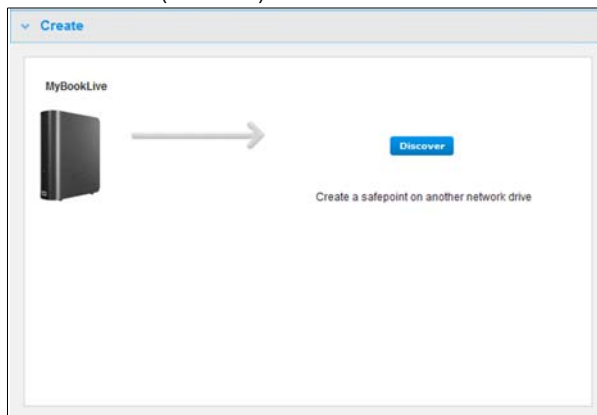 Create
MyBookLive
Discover
Create a safepoint on another network drive